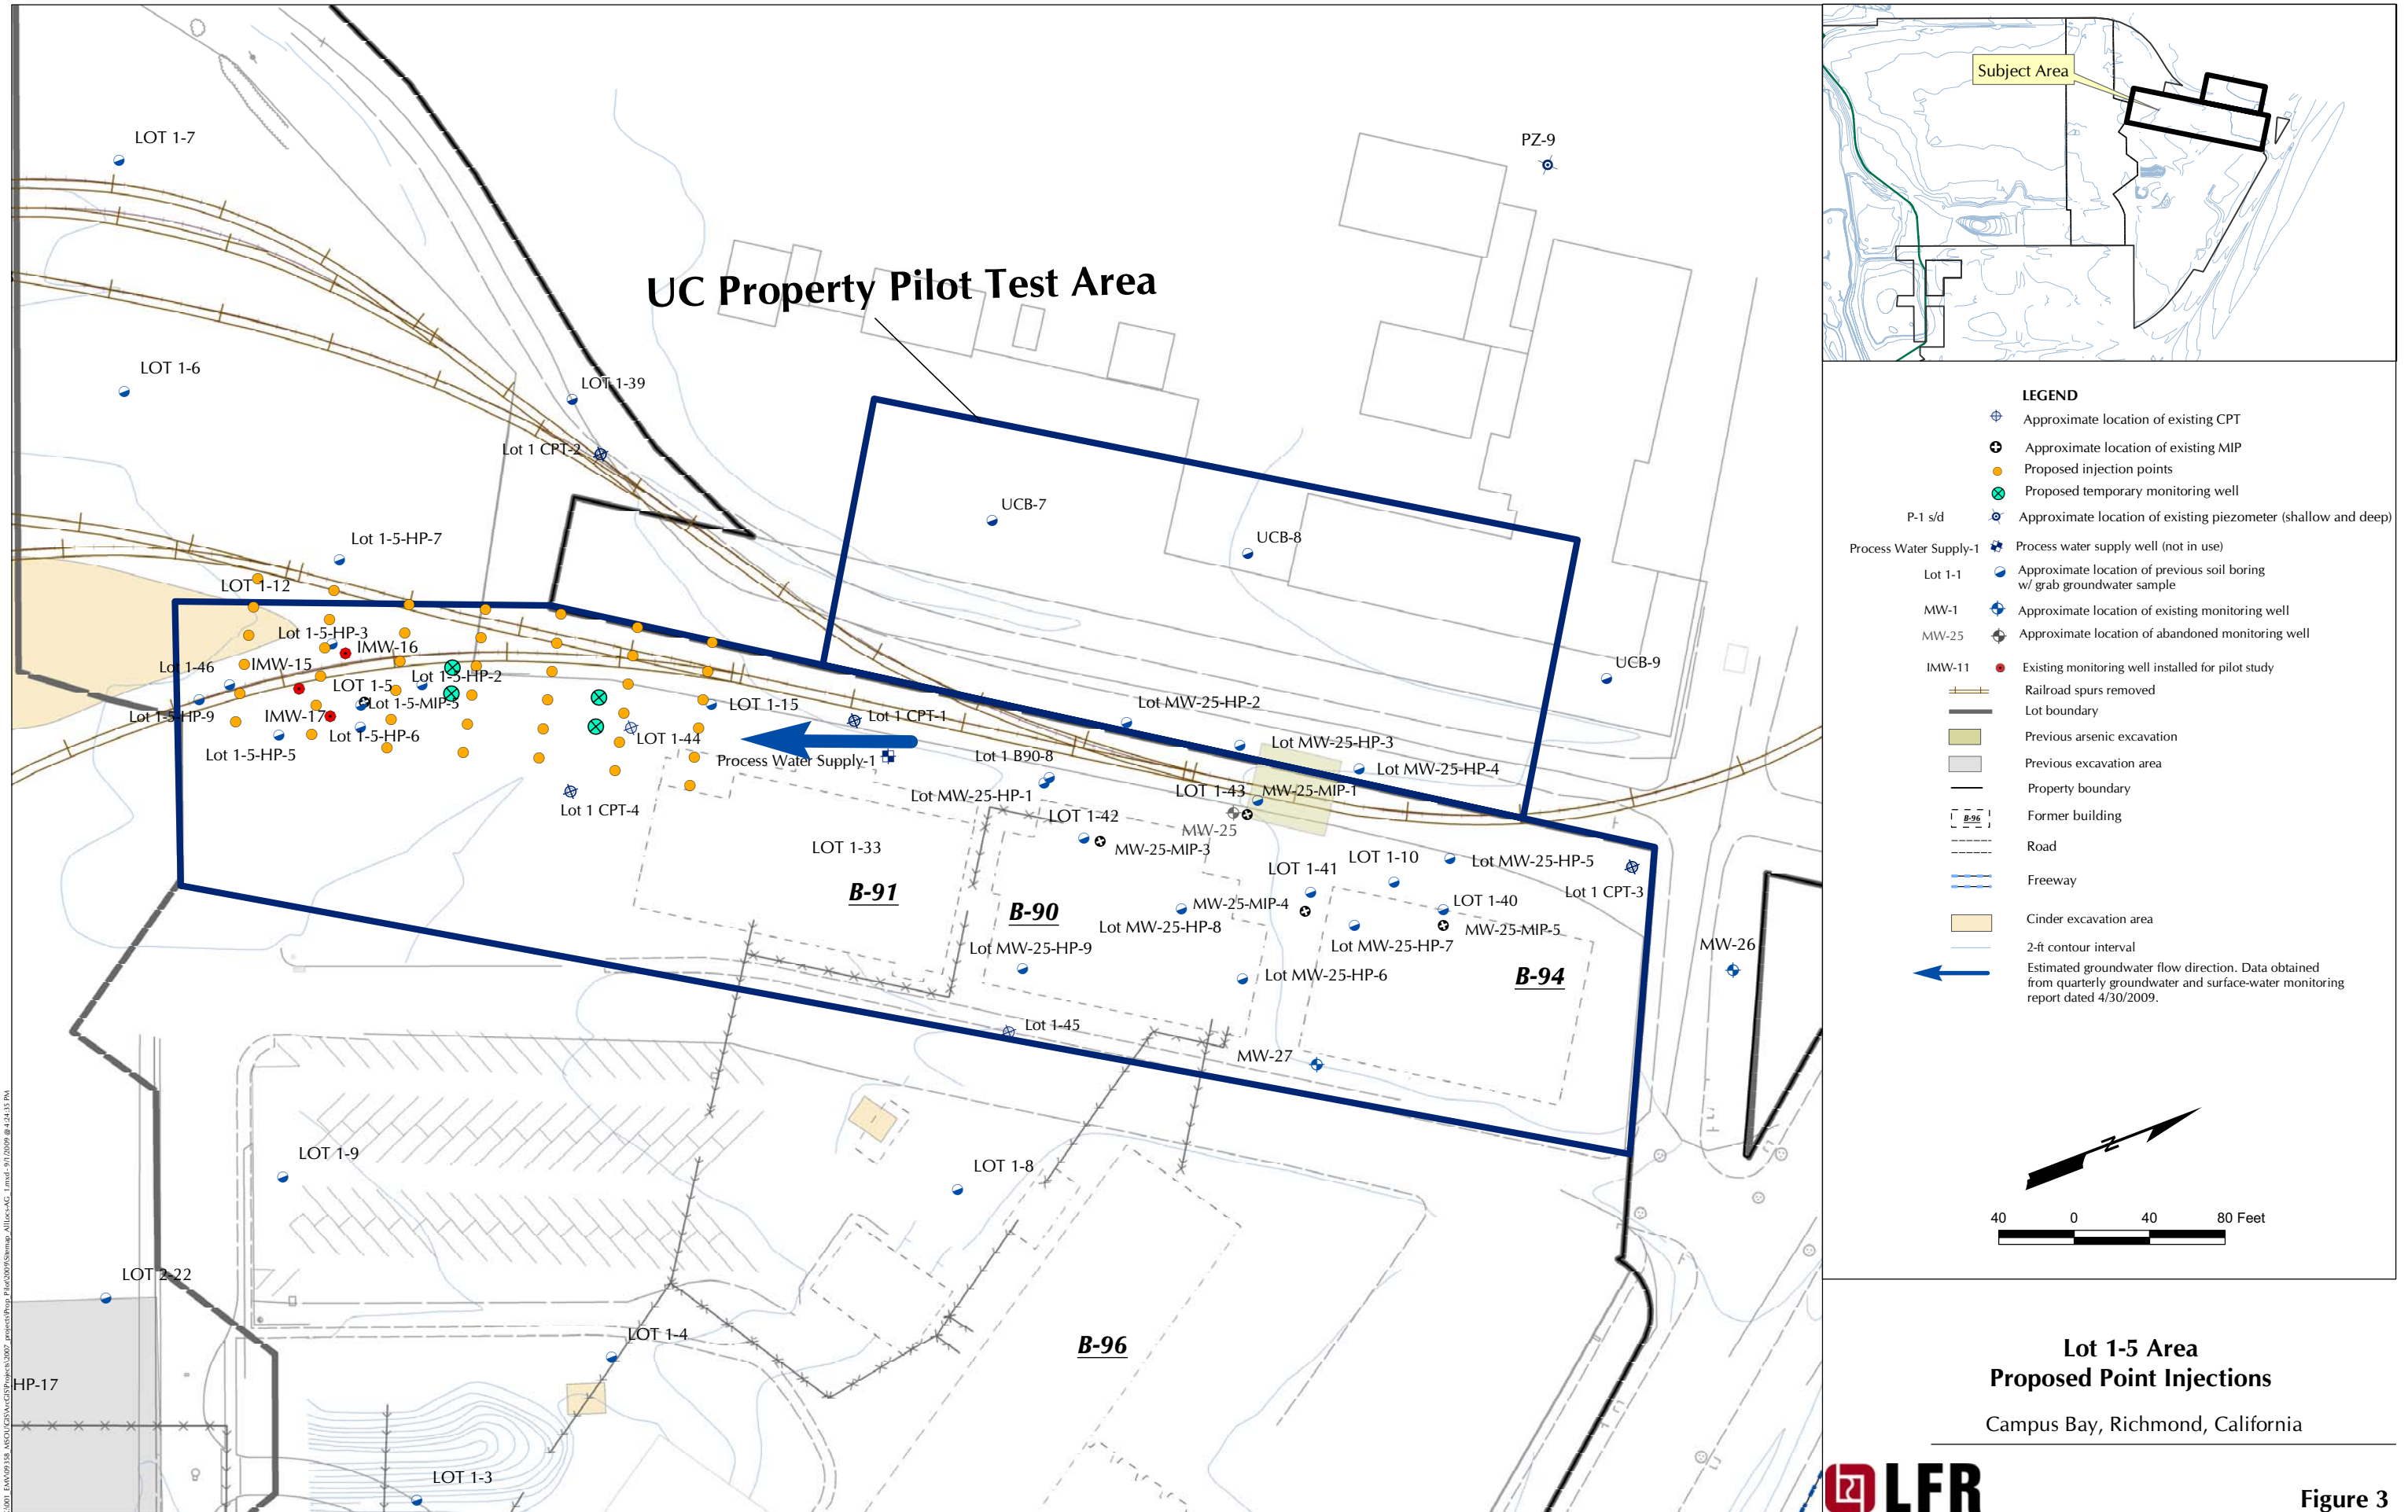 LOT 1-7
PZ-9
UC Property Pilot Test Area
LOT 1-6
LOT 1-39
Lot 1 CPT-2
UCB-7
UCB-8
Lot 1-5-HP-7
LOT 1-12
Lot 1-5-HP-3
IMW-16
Lot 1-46
IMW-15
UCB-9
Lot 1-5-HP-2
LOT 1-5
Lot 1-5-MIP-5
LOT 1-15
Lot MW-25-HP-2
Lot 1-5-HP-9
IMW-17
Lot 1 CPT-1
Lot 1-5-HP-6
LOT 1-44
Lot MW-25-HP-3
Lot 1-5-HP-5
Process Water Supply-1
Lot 1 B90-8
Lot MW-25-HP-4
Lot MW-25-HP-1
LOT 1-43
MW-25-MIP-1
Lot 1 CPT-4
LOT 1-42
MW-25
LOT 1-33
MW-25-MIP-3
LOT 1-10
Lot MW-25-HP-5
LOT 1-41
B-91
Lot 1 CPT-3
B-90
MW-25-MIP-4
LOT 1-40
Lot MW-25-HP-8
MW-25-MIP-5
Lot MW-25-HP-9
Lot MW-25-HP-7
MW-26
Lot MW-25-HP-6
B-94
Lot 1-45
MW-27
LOT 1-9
LOT 1-8
LOT 2-22
LOT 1-4
B-96
HP-17
LOT 1-3
Subject Area
LEGEND
Approximate location of existing CPT
Approximate location of existing MIP
Proposed injection points
Proposed temporary monitoring well
P-1 s/d Approximate location of existing piezometer (shallow and deep)
Process Water Supply-1 Process water supply well (not in use)
Lot 1-1 Approximate location of previous soil boring
w/ grab groundwater sample
MW-1 Approximate location of existing monitoring well
MW-25 Approximate location of abandoned monitoring well
IMW-11 Existing monitoring well installed for pilot study
Railroad spurs removed
Lot boundary
Previous arsenic excavation
Previous excavation area
Property boundary
B-96 Former building
Road
Freeway
Cinder excavation area
2-ft contour interval
Estimated groundwater flow direction. Data obtained
from quarterly groundwater and surface-water monitoring
report dated 4/30/2009.
N
40 0 40 80 Feet
Lot 1-5 Area
Proposed Point Injections
Campus Bay, Richmond, California
LFR
Figure 3